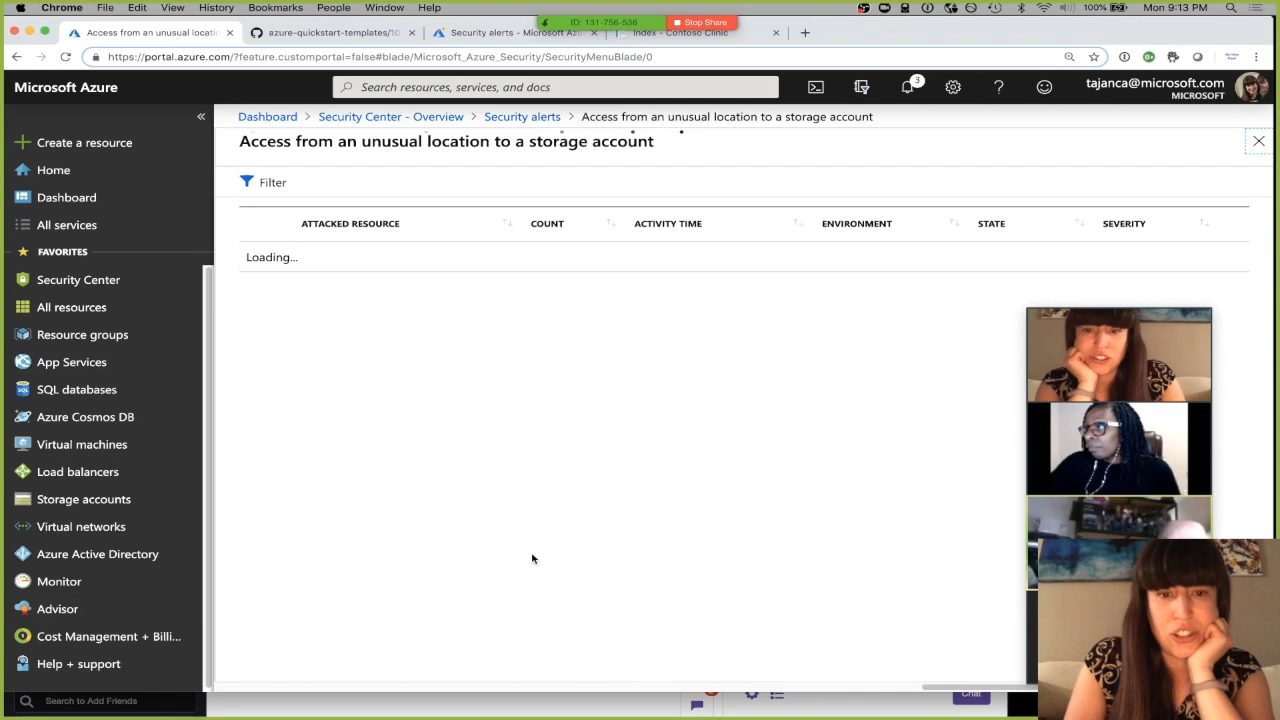 Chrome File Edit View History Bookmarks People Window Help
100% Mon 9:13 PM
ID: 131-756-536 Stop Share
Access from an unusual locatio
azure-quickstart-templates/10
Security alerts - Microsoft Az
Index - Contoso Clinic
https://portal.azure.com/?feature.customportal=false#blade/Microsoft_Azure_Security/SecurityMenuBlade/0
Microsoft Azure
Search resources, services, and docs
3
tajanca@microsoft.com
MICROSOFT
Dashboard > Security Center - Overview > Security alerts > Access from an unusual location to a storage account
Access from an unusual location to a storage account
Filter
ATTACKED RESOURCE COUNT ACTIVITY TIME ENVIRONMENT STATE SEVERITY
Loading...
Create a resource
Home
Dashboard
All services
FAVORITES
Security Center
All resources
Resource groups
App Services
SQL databases
Azure Cosmos DB
Virtual machines
Load balancers
Storage accounts
Virtual networks
Azure Active Directory
Monitor
Advisor
Cost Management + Billi...
Help + support
Search to Add Friends
Chat